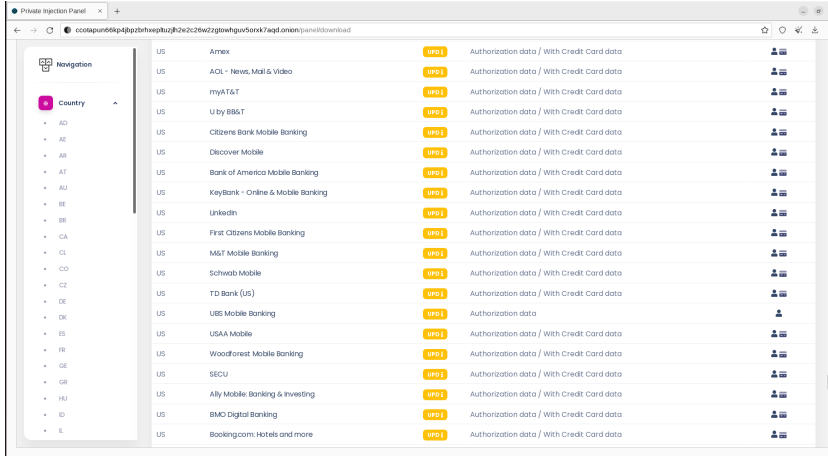 Private Injection Panel × +
ccotapun66kp4jbpzbrhxepltuzjlh2e2c26w2zgtowhguv5orxk7aqd.onion/panel/download
Navigation
Country
AD
AE
AR
AT
AU
BE
BR
CA
CL
CO
CZ
DE
DK
ES
FR
GE
GR
HU
ID
IL
US Amex UPD Authorization data / With Credit Card data
US AOL - News, Mail & Video UPD Authorization data / With Credit Card data
US myAT&T UPD Authorization data / With Credit Card data
US U by BB&T UPD Authorization data / With Credit Card data
US Citizens Bank Mobile Banking UPD Authorization data / With Credit Card data
US Discover Mobile UPD Authorization data / With Credit Card data
US Bank of America Mobile Banking UPD Authorization data / With Credit Card data
US KeyBank - Online & Mobile Banking UPD Authorization data / With Credit Card data
US LinkedIn UPD Authorization data / With Credit Card data
US First Citizens Mobile Banking UPD Authorization data / With Credit Card data
US M&T Mobile Banking UPD Authorization data / With Credit Card data
US Schwab Mobile UPD Authorization data / With Credit Card data
US TD Bank (US) UPD Authorization data / With Credit Card data
US UBS Mobile Banking UPD Authorization data
US USAA Mobile UPD Authorization data / With Credit Card data
US Woodforest Mobile Banking UPD Authorization data / With Credit Card data
US SECU UPD Authorization data / With Credit Card data
US Ally Mobile: Banking & Investing UPD Authorization data / With Credit Card data
US BMO Digital Banking UPD Authorization data / With Credit Card data
US Booking.com: Hotels and more UPD Authorization data / With Credit Card data